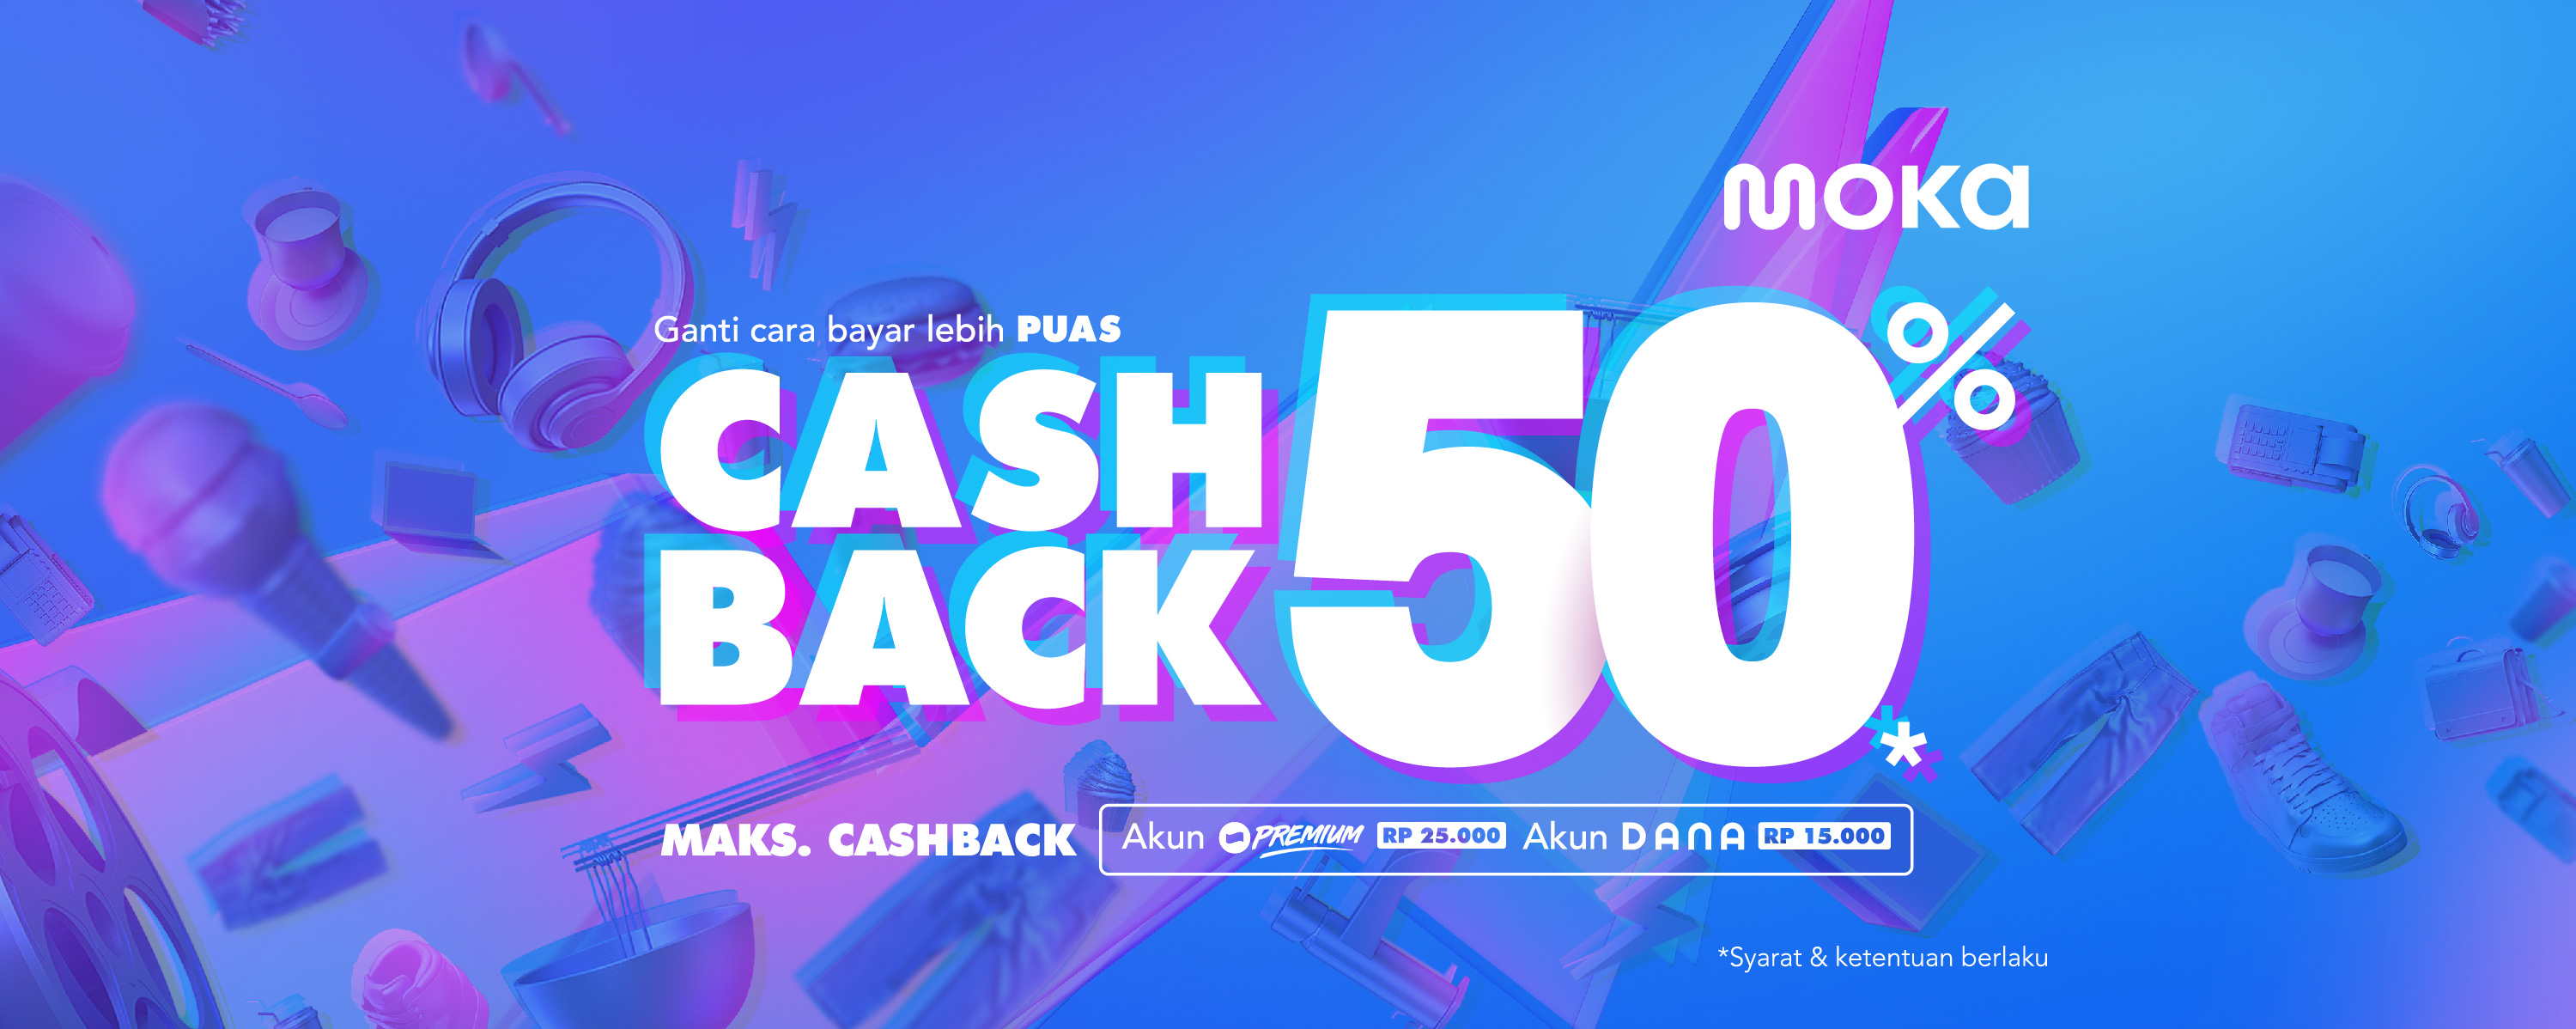 moka
Ganti cara bayar lebih PUAS
CASH
BACK
50%*
MAKS. CASHBACK Akun PREMIUM RP 25.000 Akun DANA RP 15.000
*Syarat & ketentuan berlaku